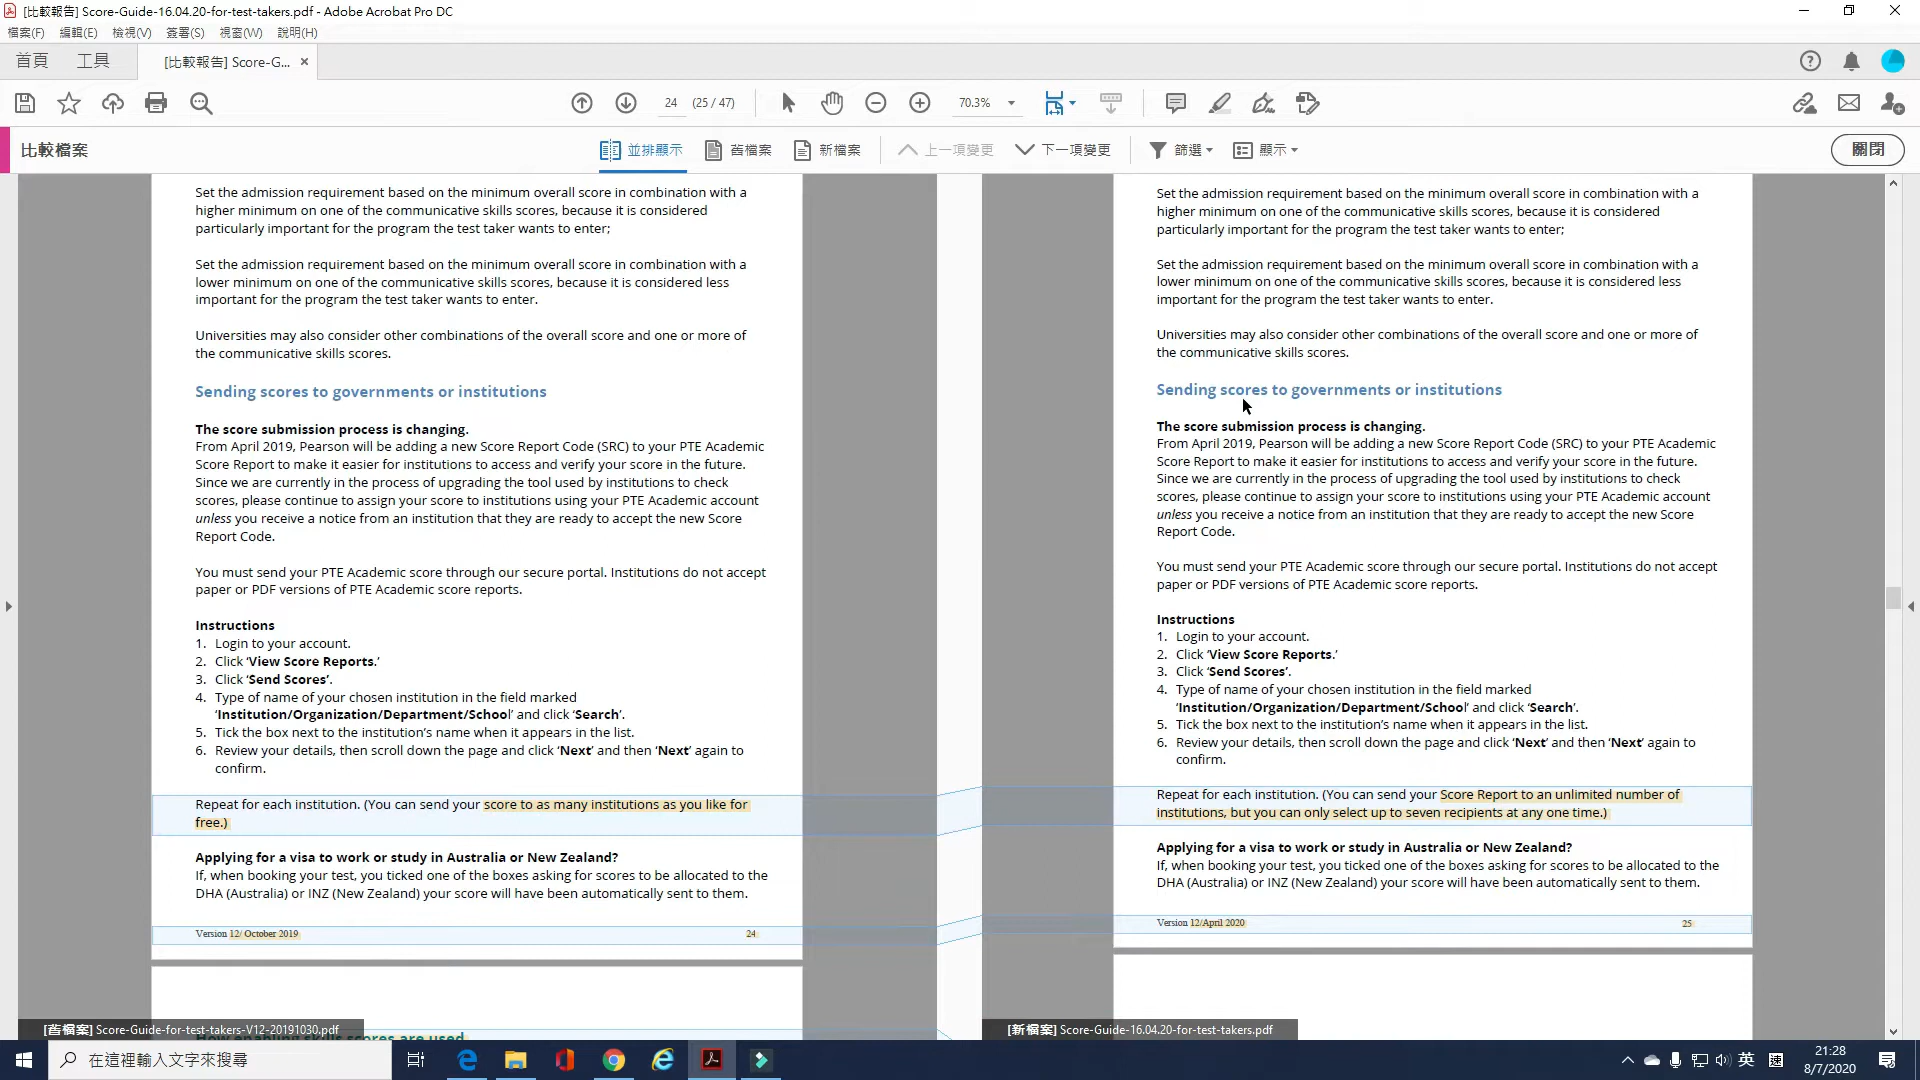 [比較報告] Score-Guide-16.04.20-for-test-takers.pdf - Adobe Acrobat Pro DC
檔案(F) 編輯(E) 檢視(V) 簽署(S) 視窗(W) 說明(H)
首頁 工具 [比較報告] Score-G... ×
24 (25 / 47) 70.3%
比較檔案 並排顯示 舊檔案 新檔案 上一項變更 下一項變更 篩選 顯示 關閉
Set the admission requirement based on the minimum overall score in combination with a
higher minimum on one of the communicative skills scores, because it is considered
particularly important for the program the test taker wants to enter;
Set the admission requirement based on the minimum overall score in combination with a
lower minimum on one of the communicative skills scores, because it is considered less
important for the program the test taker wants to enter.
Universities may also consider other combinations of the overall score and one or more of
the communicative skills scores.
Sending scores to governments or institutions
The score submission process is changing.
From April 2019, Pearson will be adding a new Score Report Code (SRC) to your PTE Academic
Score Report to make it easier for institutions to access and verify your score in the future.
Since we are currently in the process of upgrading the tool used by institutions to check
scores, please continue to assign your score to institutions using your PTE Academic account
unless you receive a notice from an institution that they are ready to accept the new Score
Report Code.
You must send your PTE Academic score through our secure portal. Institutions do not accept
paper or PDF versions of PTE Academic score reports.
Instructions
1. Login to your account.
2. Click ‘View Score Reports.’
3. Click ‘Send Scores’.
4. Type of name of your chosen institution in the field marked
‘Institution/Organization/Department/School’ and click ‘Search’.
5. Tick the box next to the institution’s name when it appears in the list.
6. Review your details, then scroll down the page and click ‘Next’ and then ‘Next’ again to
confirm.
Repeat for each institution. (You can send your score to as many institutions as you like for
free.)
Applying for a visa to work or study in Australia or New Zealand?
If, when booking your test, you ticked one of the boxes asking for scores to be allocated to the
DHA (Australia) or INZ (New Zealand) your score will have been automatically sent to them.
Version 12/ October 2019 24
How enabling skills scores are used
[舊檔案] Score-Guide-for-test-takers-V12-20191030.pdf
Set the admission requirement based on the minimum overall score in combination with a
higher minimum on one of the communicative skills scores, because it is considered
particularly important for the program the test taker wants to enter;
Set the admission requirement based on the minimum overall score in combination with a
lower minimum on one of the communicative skills scores, because it is considered less
important for the program the test taker wants to enter.
Universities may also consider other combinations of the overall score and one or more of
the communicative skills scores.
Sending scores to governments or institutions
The score submission process is changing.
From April 2019, Pearson will be adding a new Score Report Code (SRC) to your PTE Academic
Score Report to make it easier for institutions to access and verify your score in the future.
Since we are currently in the process of upgrading the tool used by institutions to check
scores, please continue to assign your score to institutions using your PTE Academic account
unless you receive a notice from an institution that they are ready to accept the new Score
Report Code.
You must send your PTE Academic score through our secure portal. Institutions do not accept
paper or PDF versions of PTE Academic score reports.
Instructions
1. Login to your account.
2. Click ‘View Score Reports.’
3. Click ‘Send Scores’.
4. Type of name of your chosen institution in the field marked
‘Institution/Organization/Department/School’ and click ‘Search’.
5. Tick the box next to the institution’s name when it appears in the list.
6. Review your details, then scroll down the page and click ‘Next’ and then ‘Next’ again to
confirm.
Repeat for each institution. (You can send your Score Report to an unlimited number of
institutions, but you can only select up to seven recipients at any one time.)
Applying for a visa to work or study in Australia or New Zealand?
If, when booking your test, you ticked one of the boxes asking for scores to be allocated to the
DHA (Australia) or INZ (New Zealand) your score will have been automatically sent to them.
Version 12/April 2020 25
[新檔案] Score-Guide-16.04.20-for-test-takers.pdf
在這裡輸入文字來搜尋
英
21:28
8/7/2020